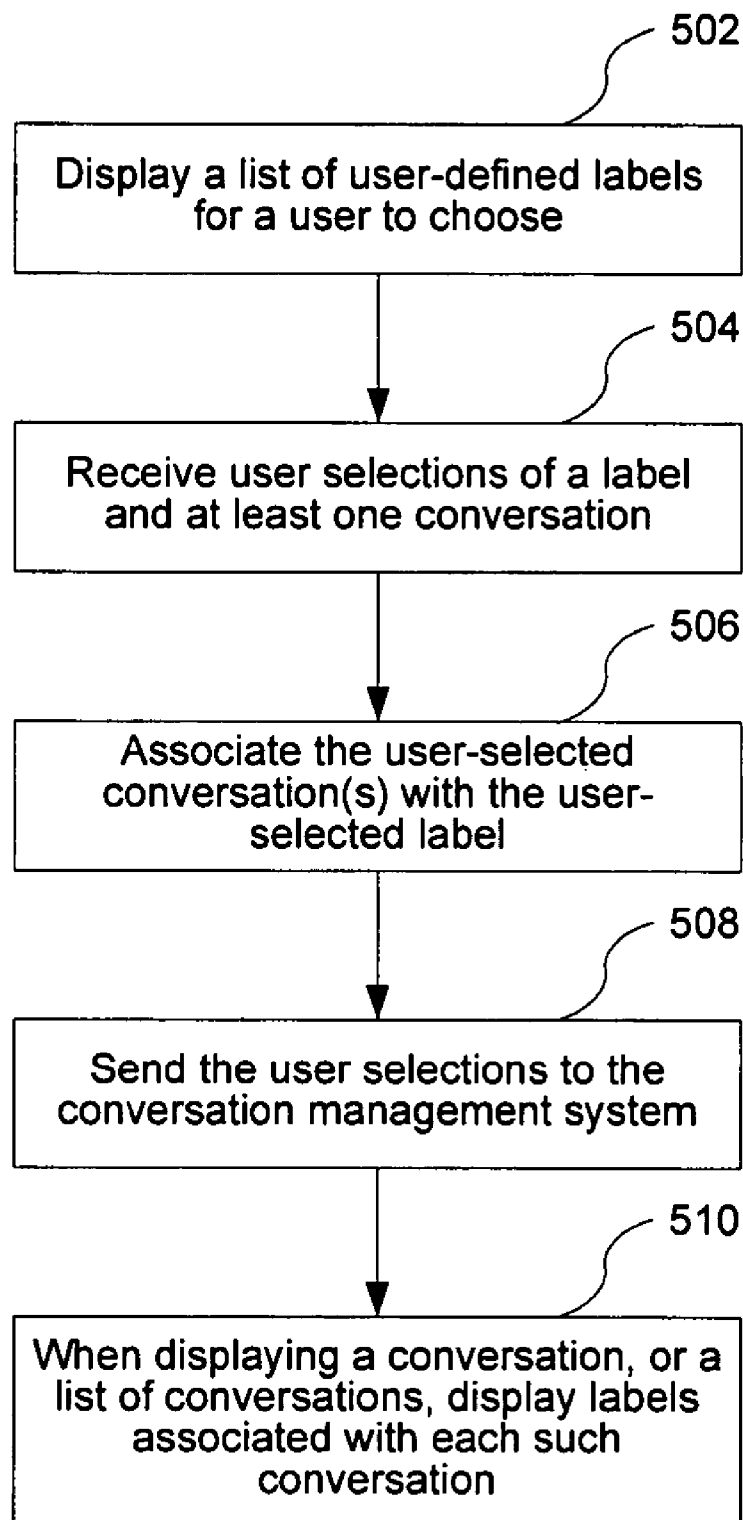 502
Display a list of user-defined labels
for a user to choose
504
Receive user selections of a label
and at least one conversation
506
Associate the user-selected
conversation(s) with the user-
selected label
508
Send the user selections to the
conversation management system
510
When displaying a conversation, or a
list of conversations, display labels
associated with each such
conversation